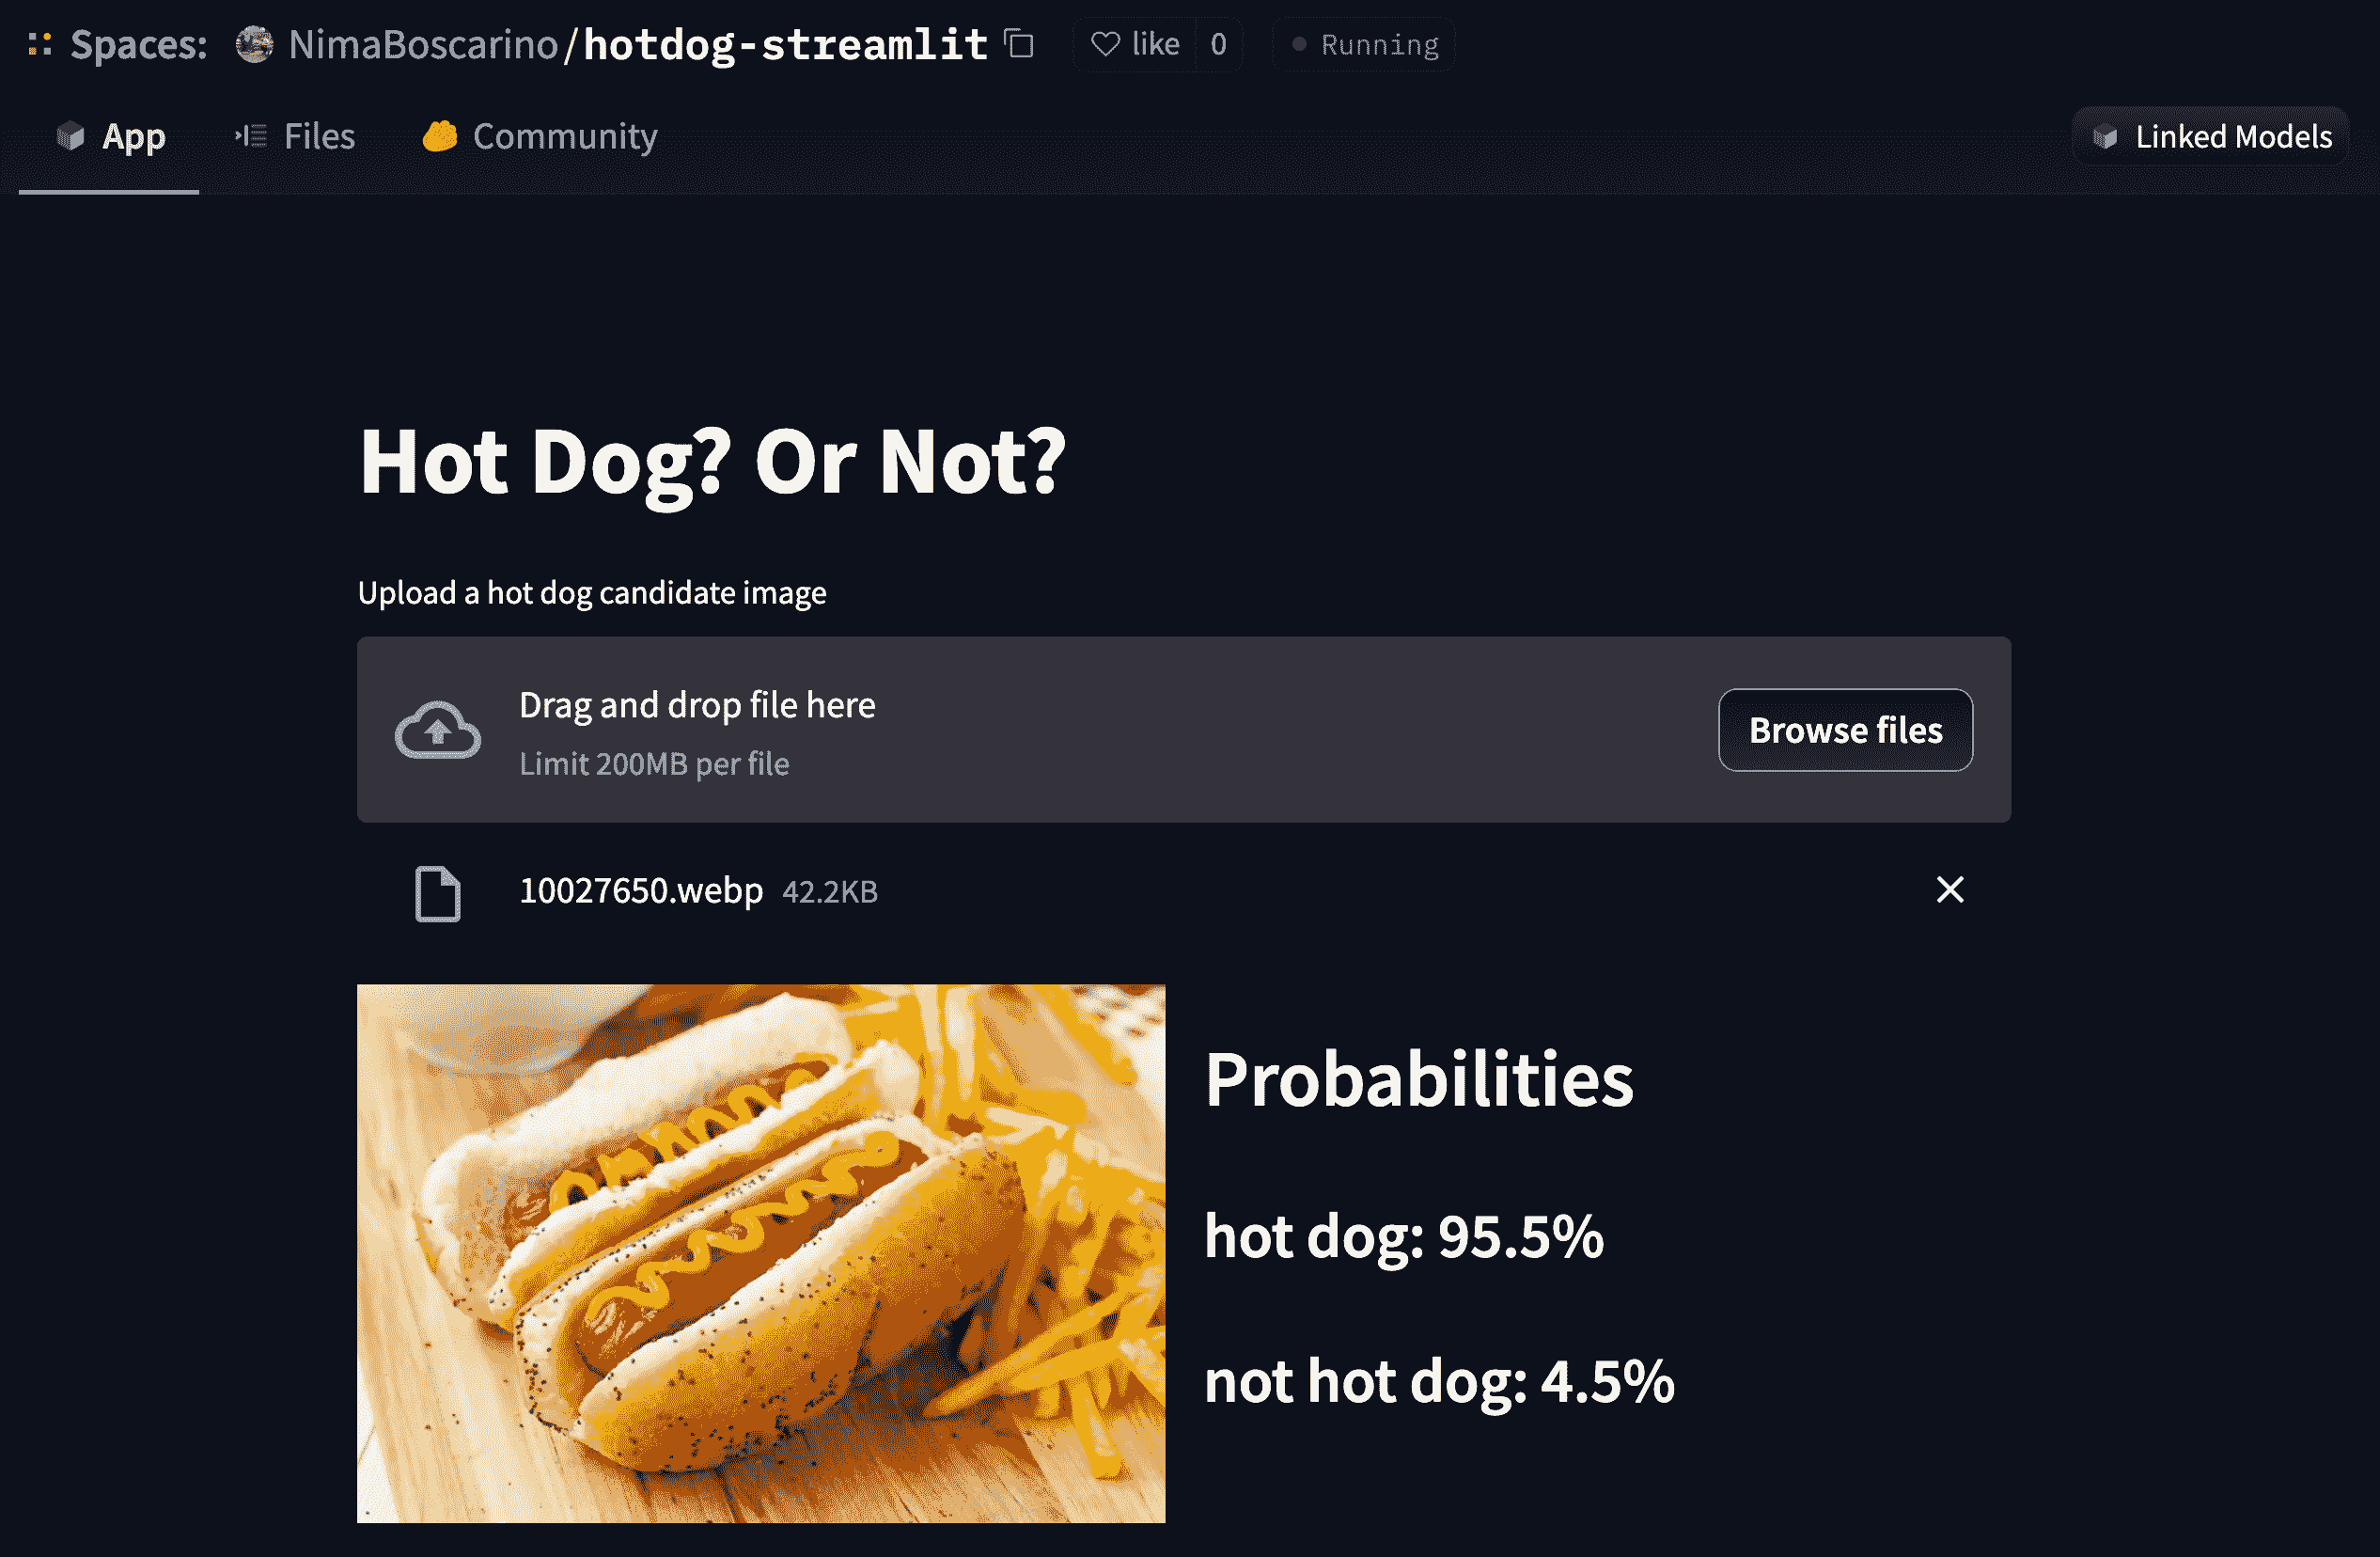 Spaces: NimaBoscarino/hotdog-streamlit like 0 Running
App Files Community Linked Models
Hot Dog? Or Not?
Upload a hot dog candidate image
Drag and drop file here
Limit 200MB per file
Browse files
10027650.webp 42.2KB
Probabilities
hot dog: 95.5%
not hot dog: 4.5%